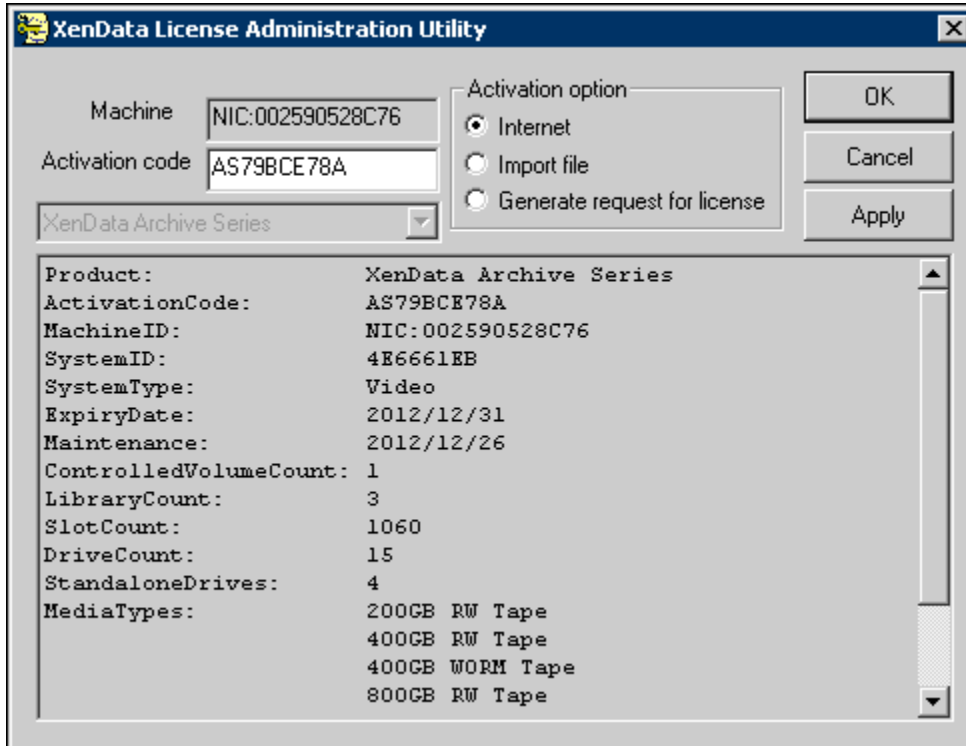 XenData License Administration Utility
Machine
NIC:002590528C76
Activation code
AS79BCE78A
XenData Archive Series
Activation option
Internet
Import file
Generate request for license
OK
Cancel
Apply
Product: XenData Archive Series
ActivationCode: AS79BCE78A
MachineID: NIC:002590528C76
SystemID: 4E6661EB
SystemType: Video
ExpiryDate: 2012/12/31
Maintenance: 2012/12/26
ControlledVolumeCount: 1
LibraryCount: 3
SlotCount: 1060
DriveCount: 15
StandaloneDrives: 4
MediaTypes: 200GB RW Tape
400GB RW Tape
400GB WORM Tape
800GB RW Tape